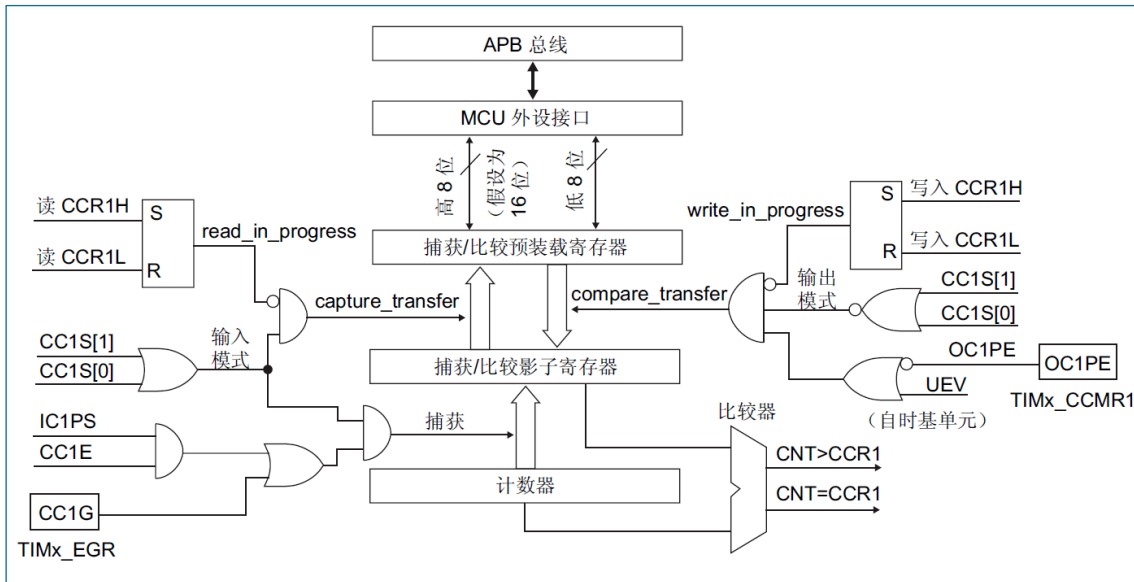 APB 总线
MCU 外设接口
高 8 位
（假设为
16 位）
低 8 位
读 CCR1H
读 CCR1L
S
R
read_in_progress
write_in_progress
S
R
写入 CCR1H
写入 CCR1L
捕获/比较预装载寄存器
capture_transfer
compare_transfer
输出
模式
CC1S[1]
CC1S[0]
CC1S[1]
CC1S[0]
输入
模式
捕获/比较影子寄存器
OC1PE
OC1PE
UEV
TIMx_CCMR1
（自时基单元）
IC1PS
CC1E
捕获
比较器
CNT>CCR1
CNT=CCR1
计数器
CC1G
TIMx_EGR